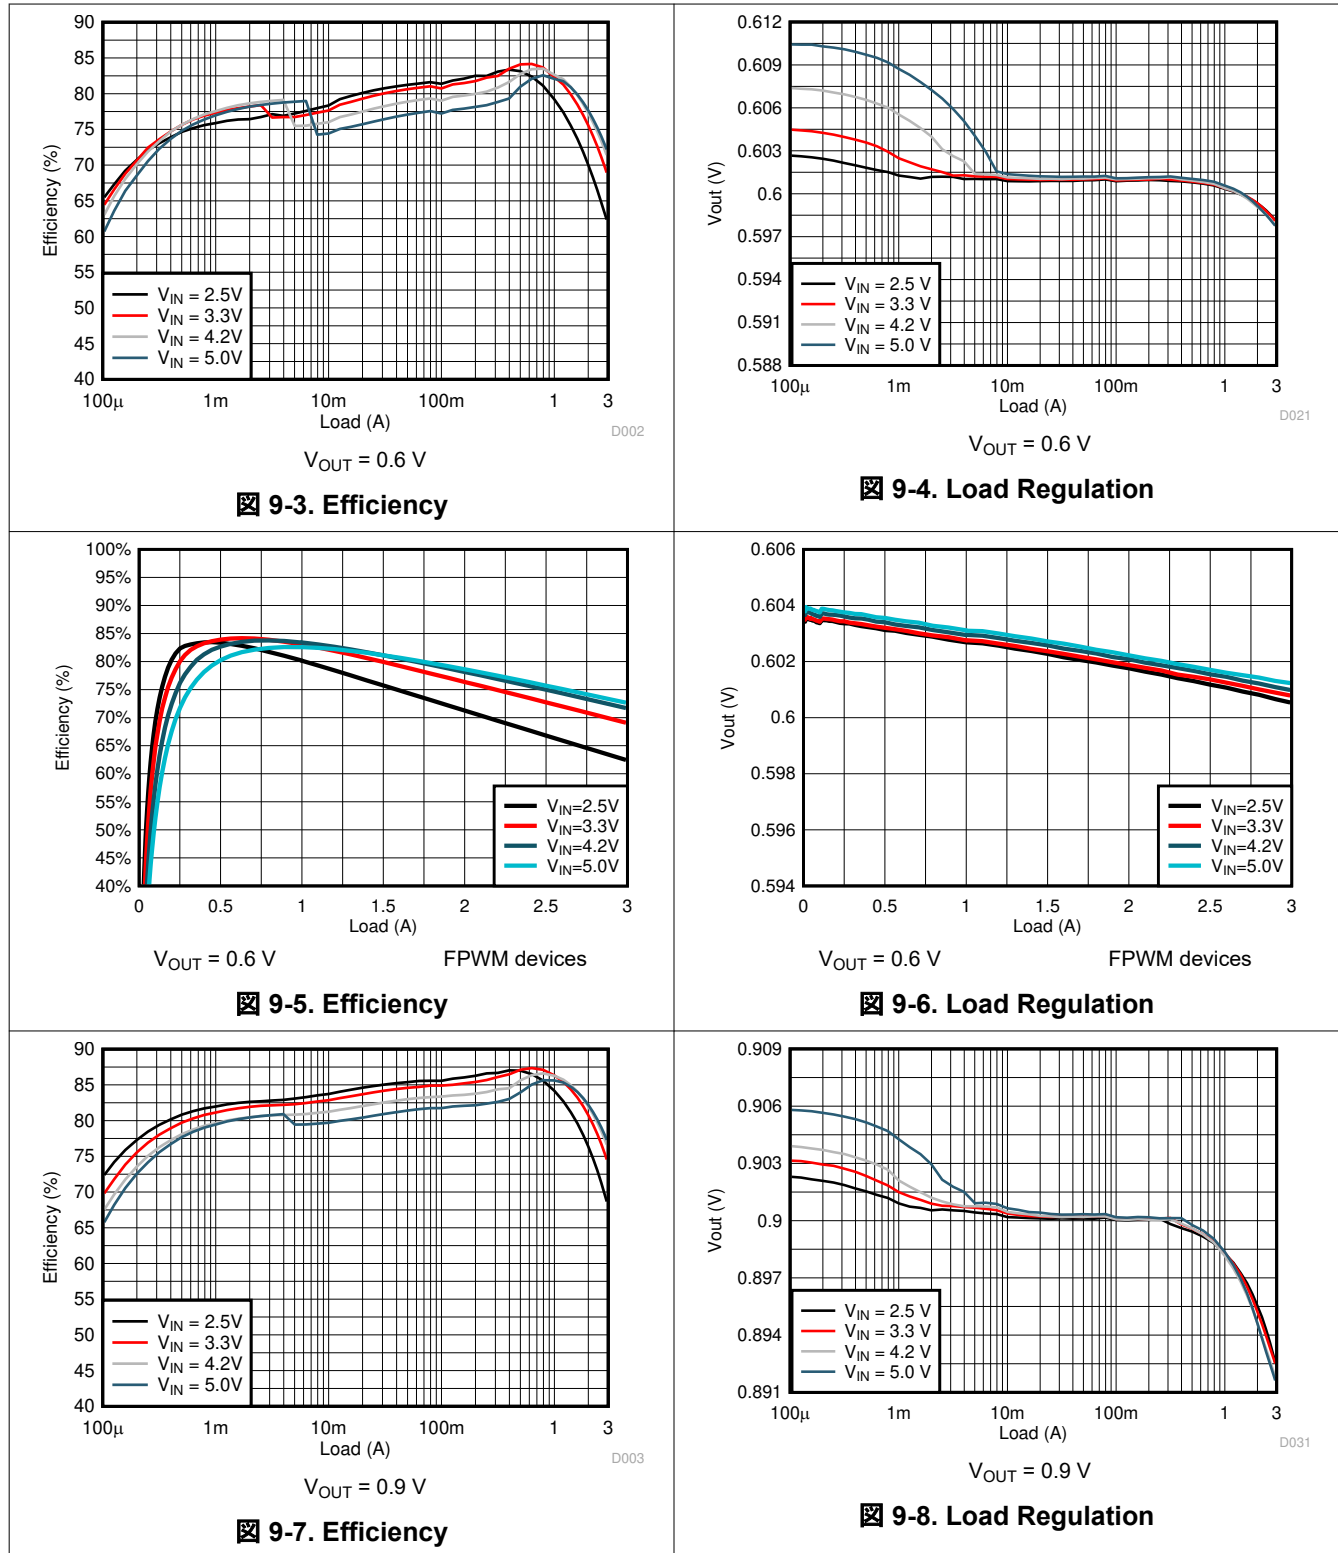 90
85
80
75
70
65
60
55
50
45
40
Efficiency (%)
VIN = 2.5V
VIN = 3.3V
VIN = 4.2V
VIN = 5.0V
100μ 1m 10m 100m 1 3
Load (A)
D002
VOUT = 0.6 V
図 9-3. Efficiency
0.612
0.609
0.606
0.603
0.6
0.597
0.594
0.591
0.588
Vout (V)
VIN = 2.5 V
VIN = 3.3 V
VIN = 4.2 V
VIN = 5.0 V
100μ 1m 10m 100m 1 3
Load (A)
D021
VOUT = 0.6 V
図 9-4. Load Regulation
100%
95%
90%
85%
80%
75%
70%
65%
60%
55%
50%
45%
40%
Efficiency (%)
VIN=2.5V
VIN=3.3V
VIN=4.2V
VIN=5.0V
0 0.5 1 1.5 2 2.5 3
Load (A)
VOUT = 0.6 V FPWM devices
図 9-5. Efficiency
0.606
0.604
0.602
0.6
0.598
0.596
0.594
Vout (V)
VIN=2.5V
VIN=3.3V
VIN=4.2V
VIN=5.0V
0 0.5 1 1.5 2 2.5 3
Load (A)
VOUT = 0.6 V FPWM devices
図 9-6. Load Regulation
90
85
80
75
70
65
60
55
50
45
40
Efficiency (%)
VIN = 2.5V
VIN = 3.3V
VIN = 4.2V
VIN = 5.0V
100μ 1m 10m 100m 1 3
Load (A)
D003
VOUT = 0.9 V
図 9-7. Efficiency
0.909
0.906
0.903
0.9
0.897
0.894
0.891
Vout (V)
VIN = 2.5 V
VIN = 3.3 V
VIN = 4.2 V
VIN = 5.0 V
100μ 1m 10m 100m 1 3
Load (A)
D031
VOUT = 0.9 V
図 9-8. Load Regulation